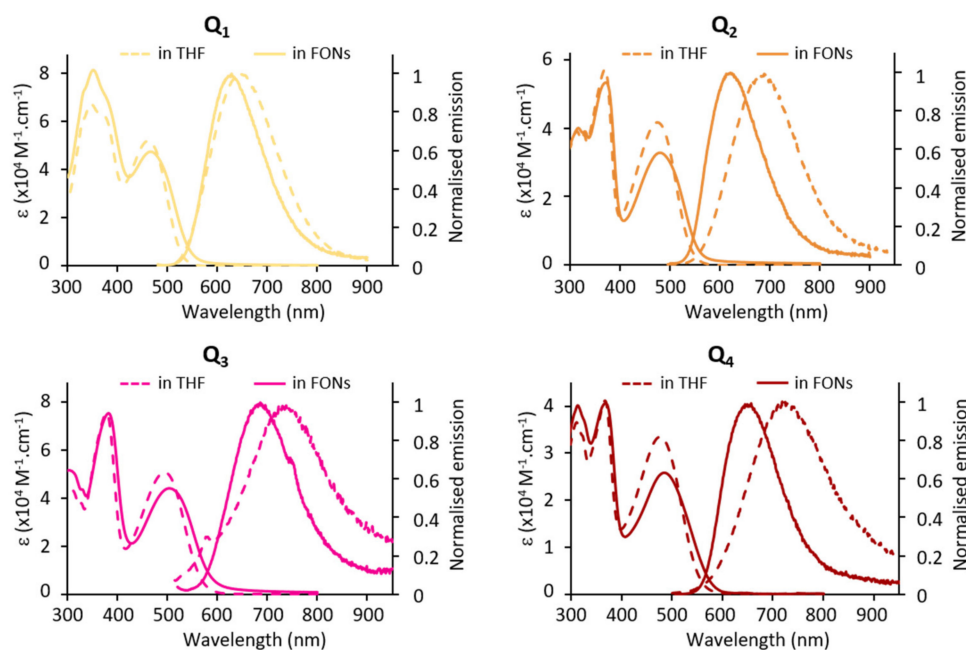 Q₁
in THF in FONs
ε (x10⁴ M⁻¹.cm⁻¹)
8
6
4
2
0
1
0.8
0.6
0.4
0.2
0
Normalised emission
300 400 500 600 700 800 900
Wavelength (nm)
Q₂
in THF in FONs
ε (x10⁴ M⁻¹.cm⁻¹)
6
4
2
0
1
0.8
0.6
0.4
0.2
0
Normalised emission
300 400 500 600 700 800 900
Wavelength (nm)
Q₃
in THF in FONs
ε (x10⁴ M⁻¹.cm⁻¹)
8
6
4
2
0
1
0.8
0.6
0.4
0.2
0
Normalised emission
300 400 500 600 700 800 900
Wavelength (nm)
Q₄
in THF in FONs
ε (x10⁴ M⁻¹.cm⁻¹)
4
3
2
1
0
1
0.8
0.6
0.4
0.2
0
Normalised emission
300 400 500 600 700 800 900
Wavelength (nm)